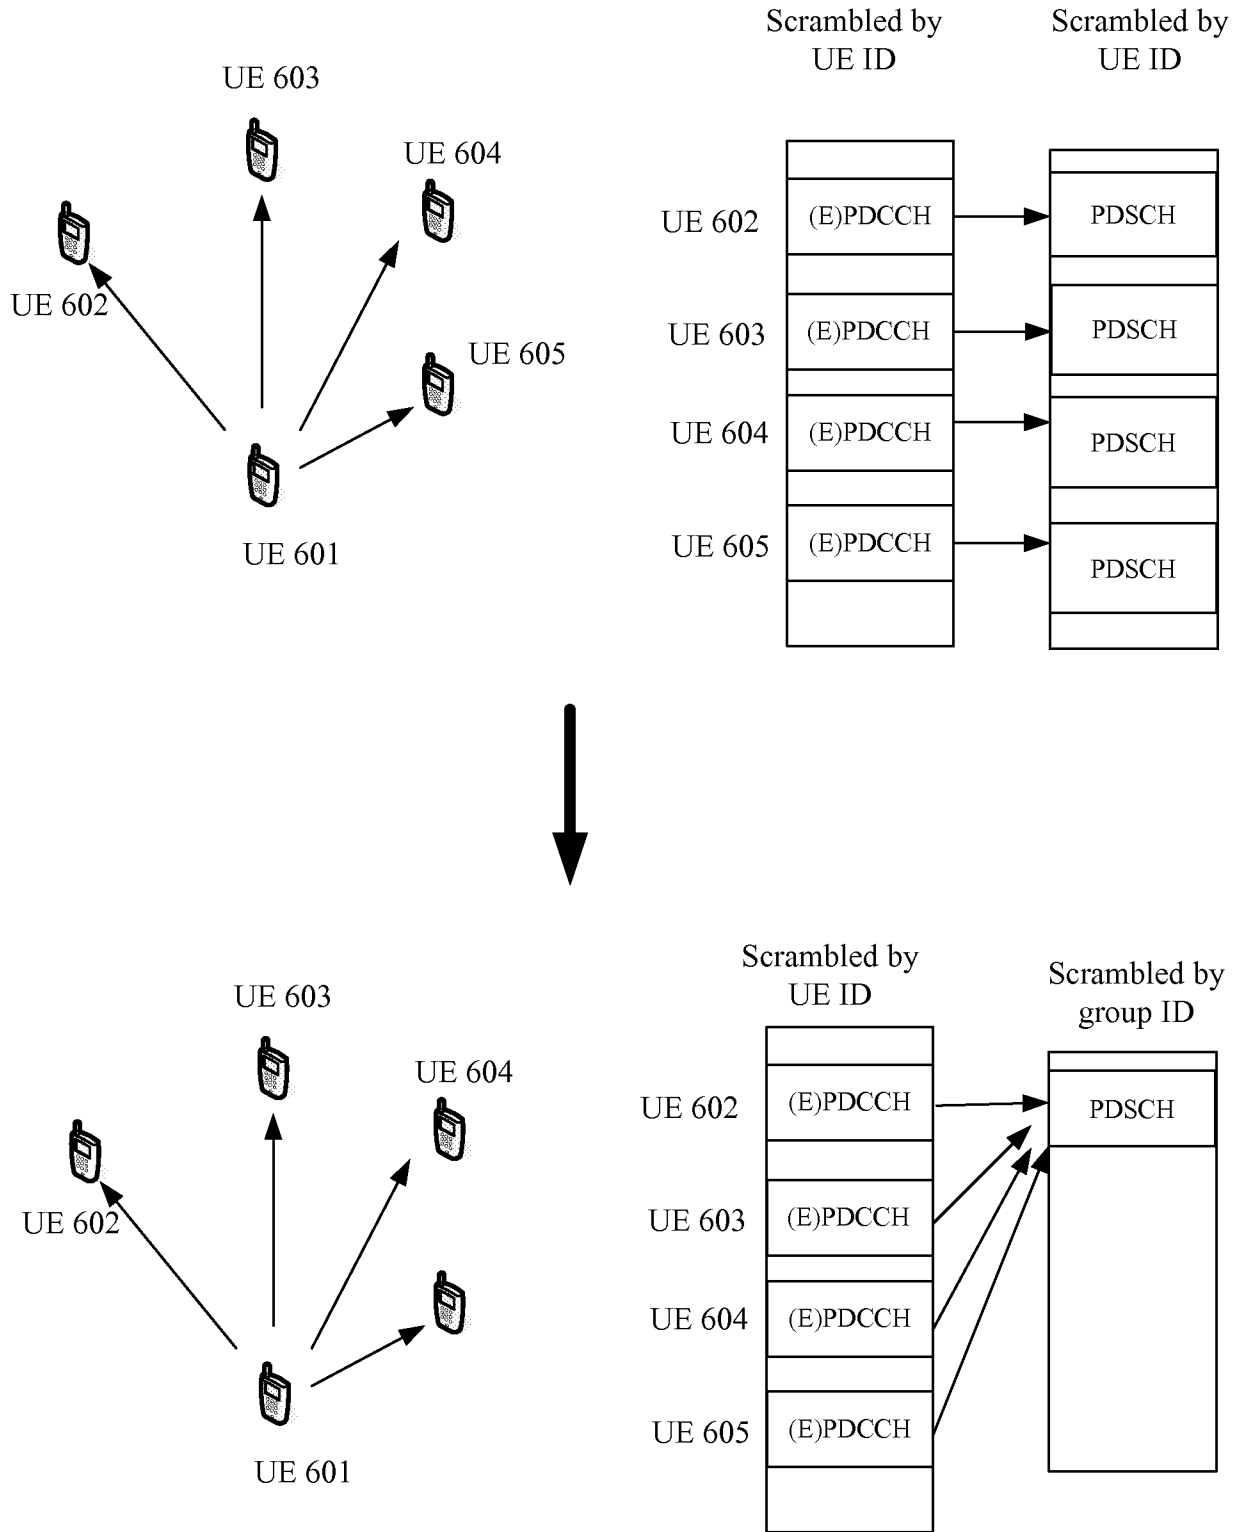 Scrambled by
UE ID
Scrambled by
UE ID
UE 603
UE 604
UE 602
UE 605
UE 601
UE 602
(E)PDCCH
PDSCH
UE 603
(E)PDCCH
PDSCH
UE 604
(E)PDCCH
PDSCH
UE 605
(E)PDCCH
PDSCH
Scrambled by
UE ID
Scrambled by
group ID
UE 603
UE 604
UE 602
UE 601
UE 602
(E)PDCCH
PDSCH
UE 603
(E)PDCCH
UE 604
(E)PDCCH
UE 605
(E)PDCCH